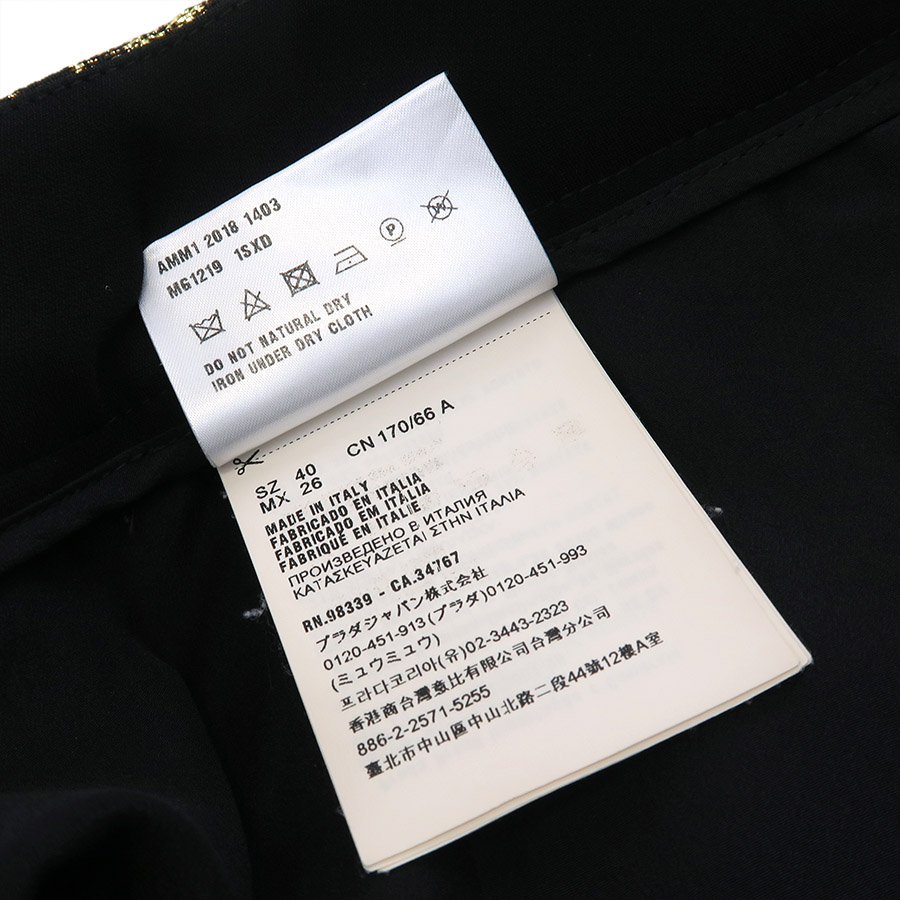 AMM1 2018 1403
MG1219 1SXD
P
W
DO NOT NATURAL DRY
IRON UNDER DRY CLOTH
SZ 40 CN 170/66 A
MX 26
MADE IN ITALY
FABRICADO EN ITALIA
FABRICADO EM ITÁLIA
FABRIQUÉ EN ITALIE
ПРОИЗВЕДЕНО В ИТАЛИЯ
ΚΑΤΑΣΚΕΥΑΖΕΤΑΙ ΣΤΗΝ ΙΤΑΛΙΑ
RN.98339 - CA.34767
プラダジャパン株式会社
0120-451-913(プラダ)0120-451-993
(ミュウミュウ)
프라다코리아(유)02-3443-2323
香港商台灣意比有限公司台灣分公司
886-2-2571-5255
臺北市中山區中山北路二段44號12樓A室